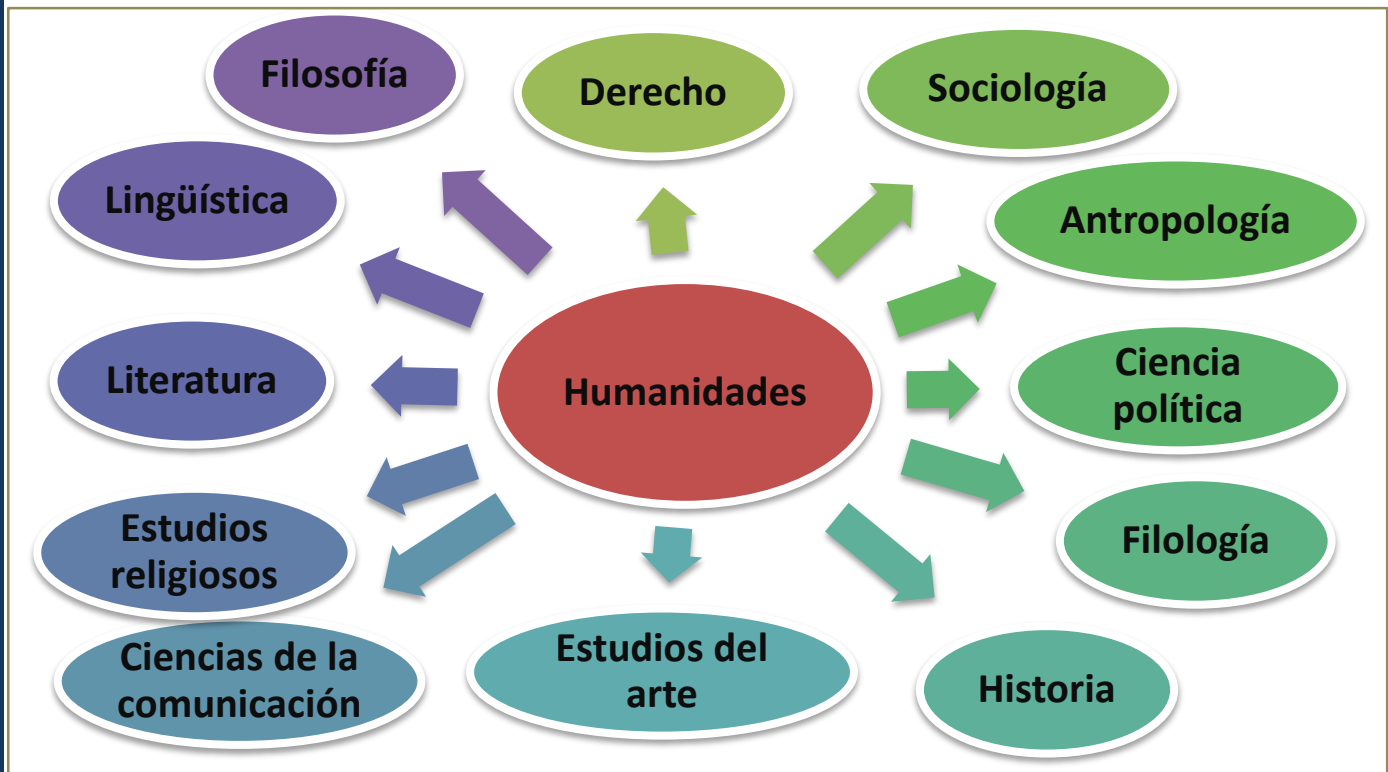 Filosofía
Derecho
Sociología
Lingüística
Antropología
Literatura
Humanidades
Ciencia
política
Estudios
religiosos
Filología
Ciencias de la
comunicación
Estudios del
arte
Historia